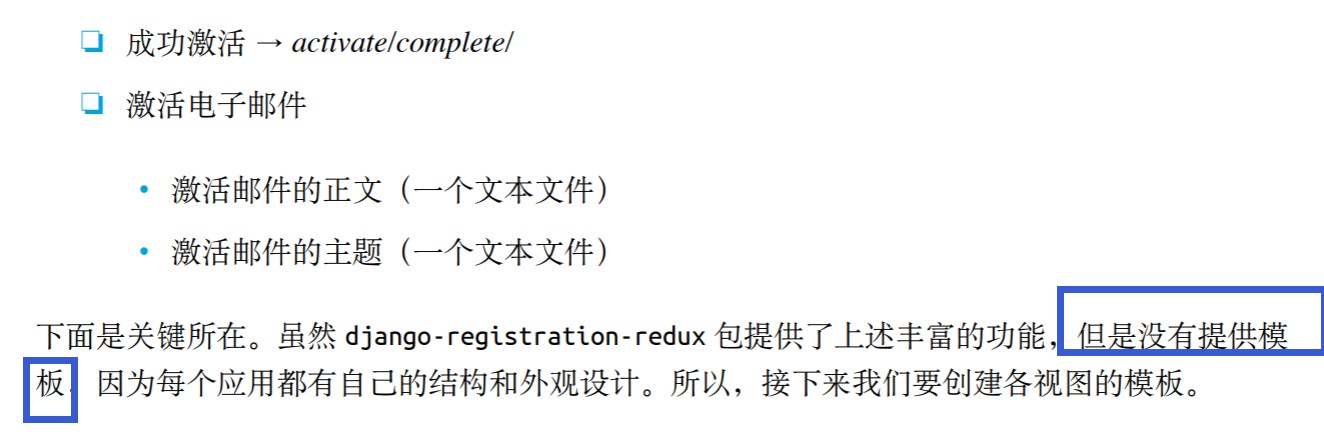 成功激活 → activate/complete/
激活电子邮件
激活邮件的正文（一个文本文件）
激活邮件的主题（一个文本文件）
下面是关键所在。虽然 django-registration-redux 包提供了上述丰富的功能，但是没有提供模
板，因为每个应用都有自己的结构和外观设计。所以，接下来我们要创建各视图的模板。